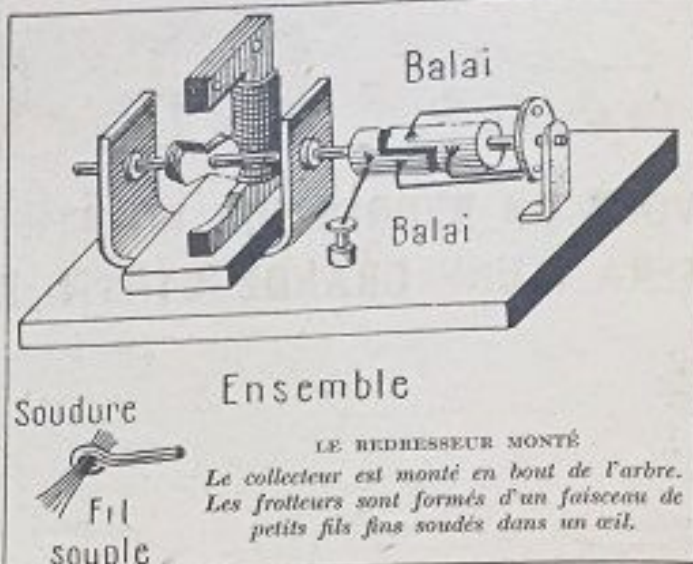 Balai
Balai
Ensemble
Soudure
Fil
souple
LE REDRESSEUR MONTÉ
Le collecteur est monté en bout de l'arbre.
Les frotteurs sont formés d'un faisceau de
petits fils fins soudés dans un œil.